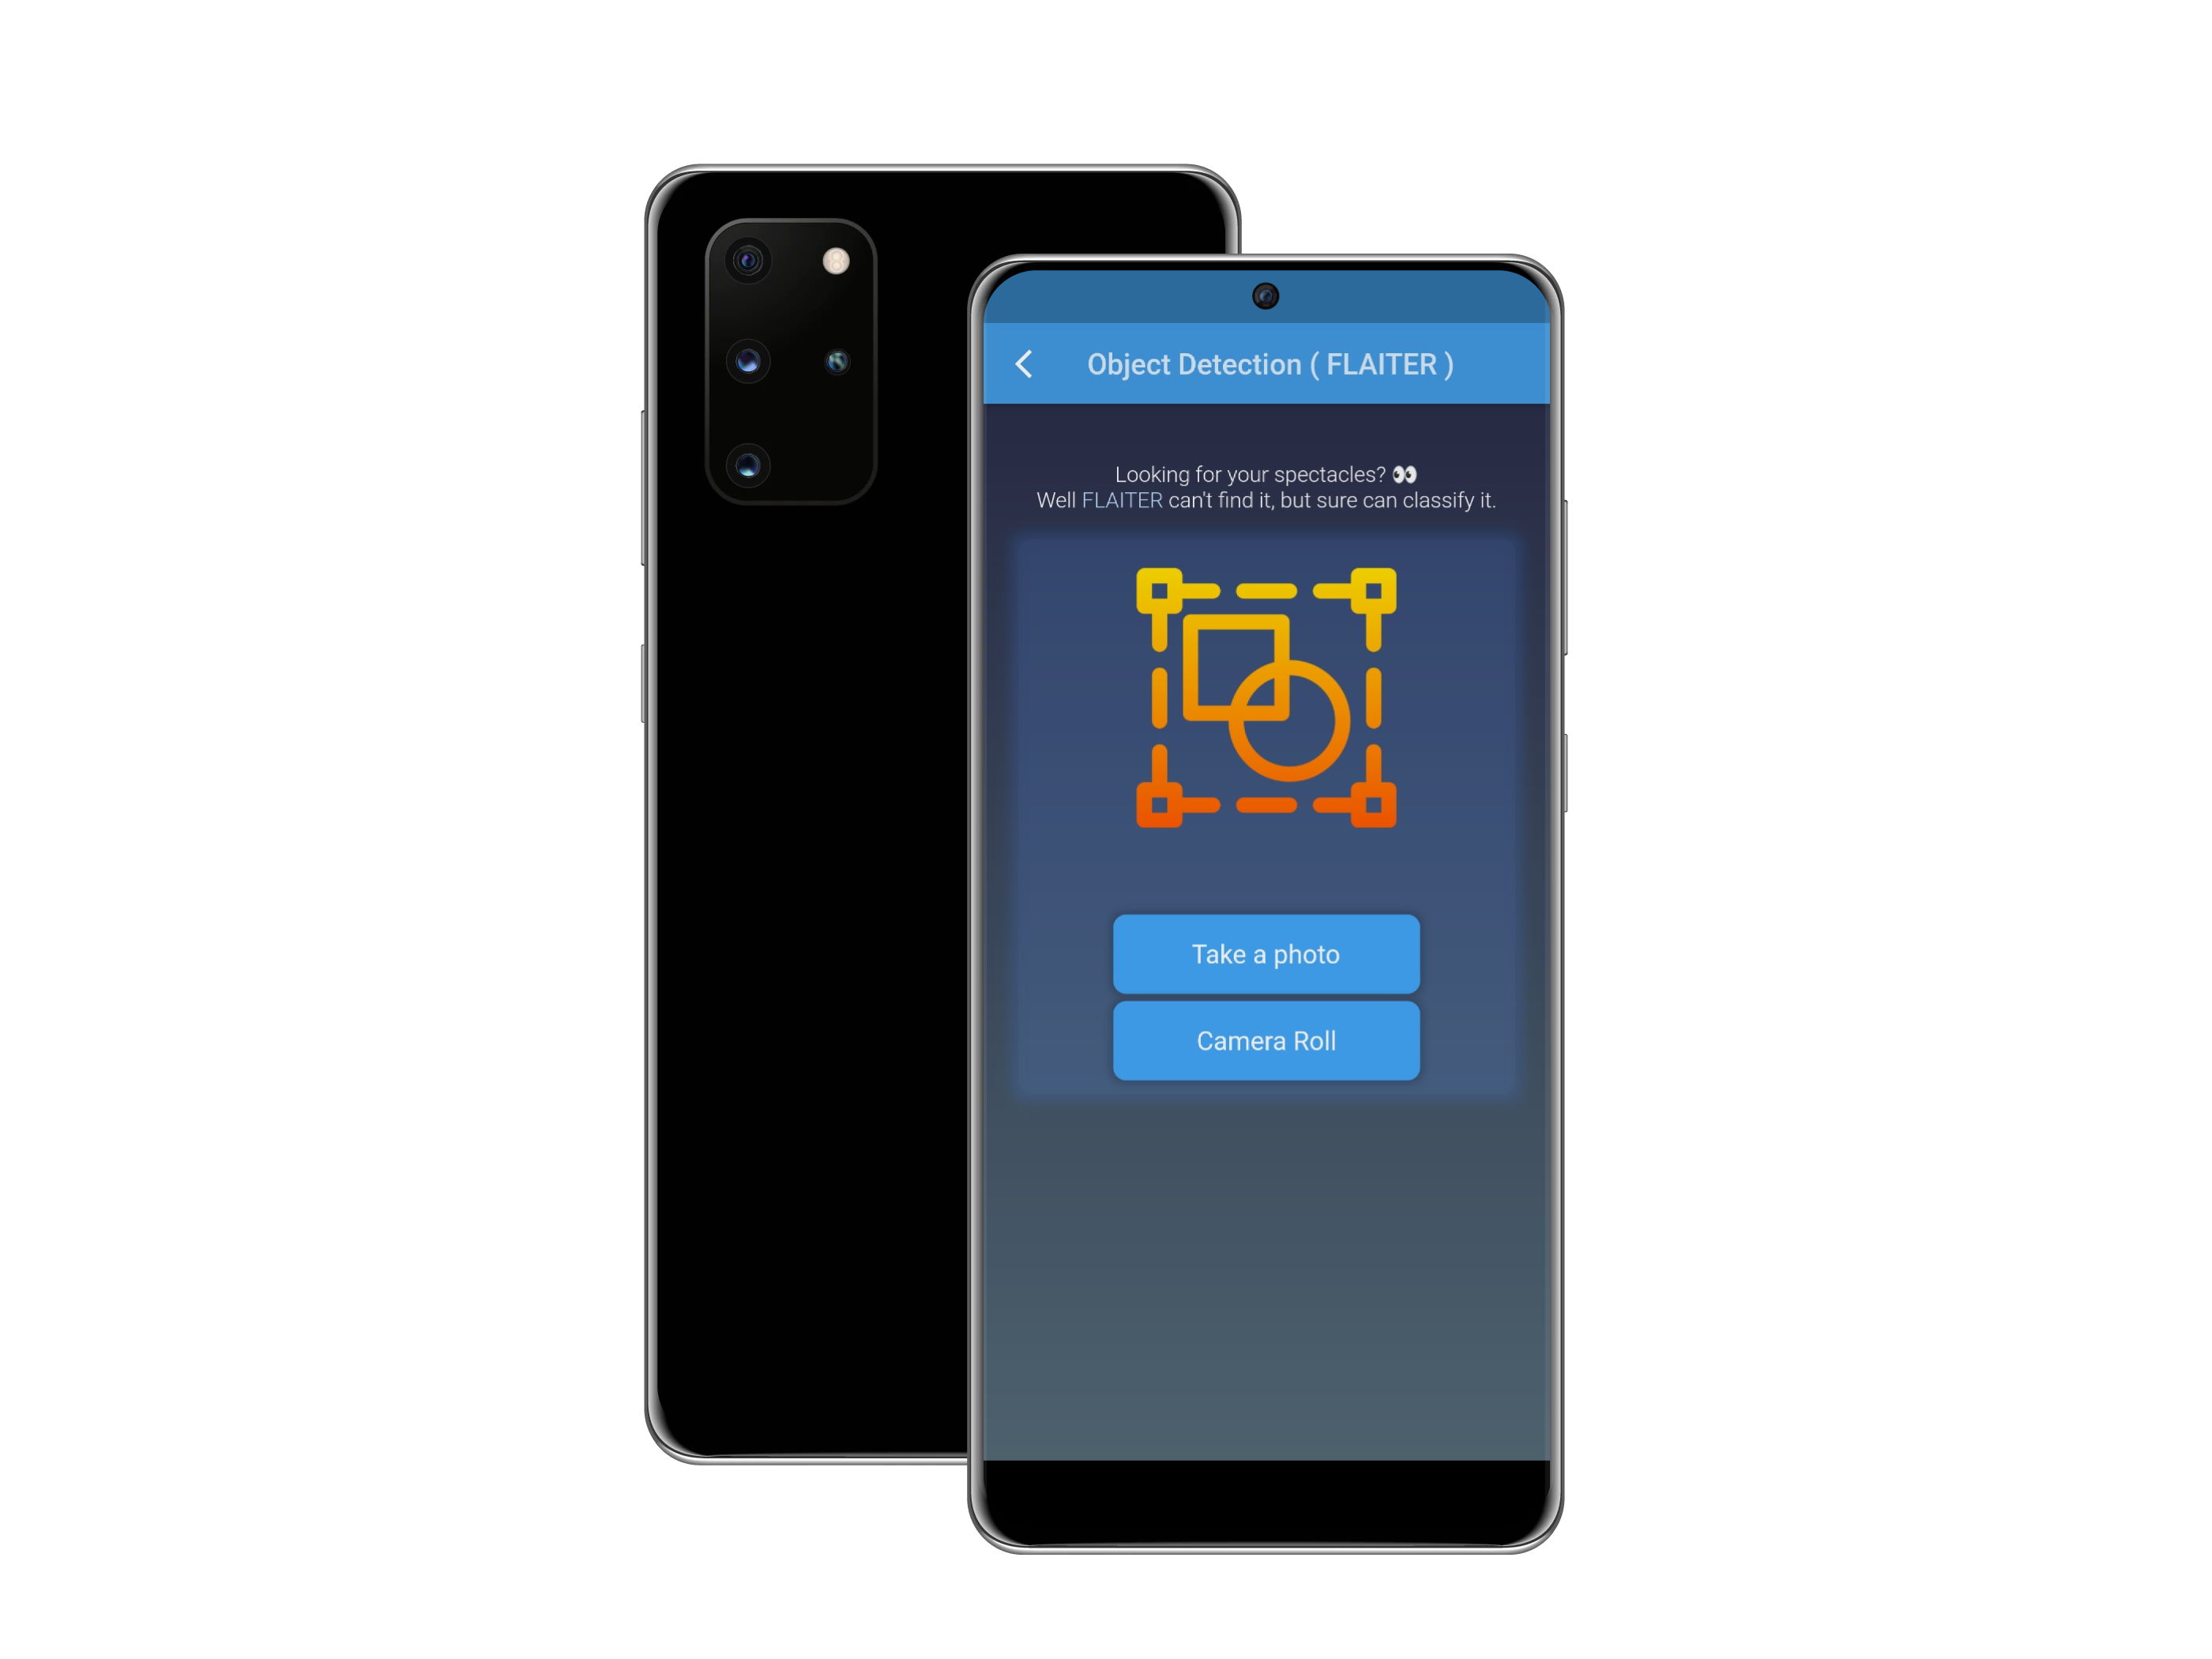 Object Detection ( FLAITER )
Looking for your spectacles? 👀
Well FLAITER can't find it, but sure can classify it.
Take a photo
Camera Roll